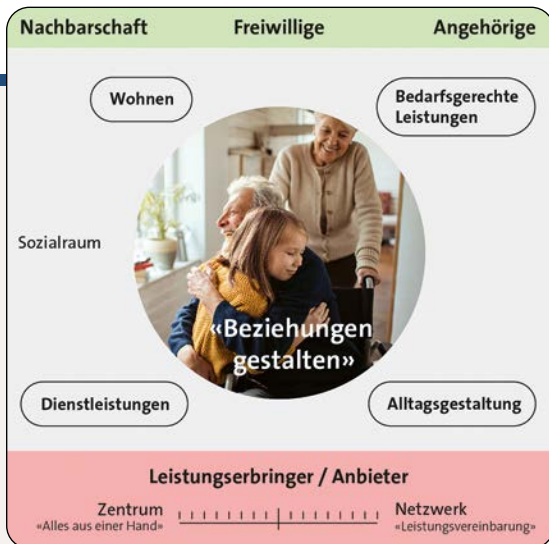 Nachbarschaft Freiwillige Angehörige
Wohnen
Bedarfsgerechte
Leistungen
Sozialraum
«Beziehungen
gestalten»
Dienstleistungen
Alltagsgestaltung
Leistungserbringer / Anbieter
Zentrum
«Alles aus einer Hand»
Netzwerk
«Leistungsvereinbarung»